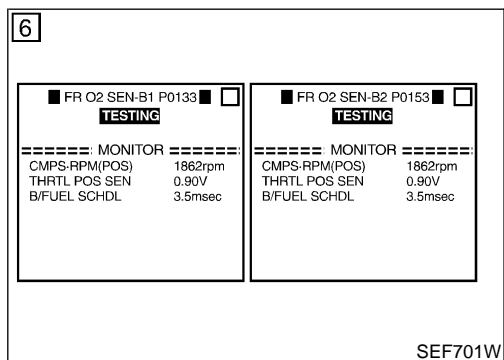 6
FR O2 SEN-B1 P0133
TESTING
====== MONITOR ======
CMPS·RPM(POS) 1862rpm
THRTL POS SEN 0.90V
B/FUEL SCHDL 3.5msec
FR O2 SEN-B2 P0153
TESTING
====== MONITOR ======
CMPS·RPM(POS) 1862rpm
THRTL POS SEN 0.90V
B/FUEL SCHDL 3.5msec
SEF701W